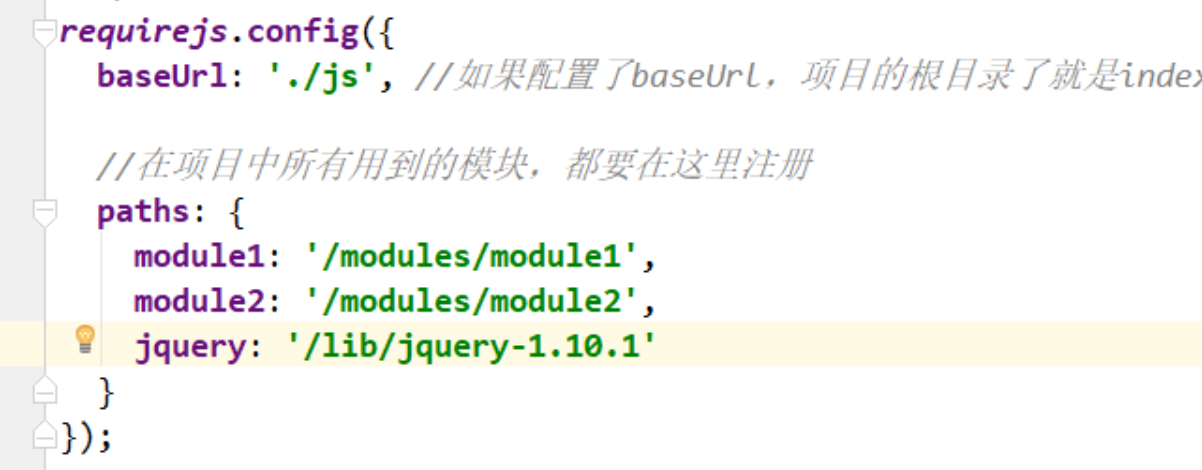 requirejs.config({
baseUrl: './js', //如果配置了baseUrl，项目的根目录了就是index
//在项目中所有用到的模块，都要在这里注册
paths: {
module1: '/modules/module1',
module2: '/modules/module2',
jquery: '/lib/jquery-1.10.1'
}
});